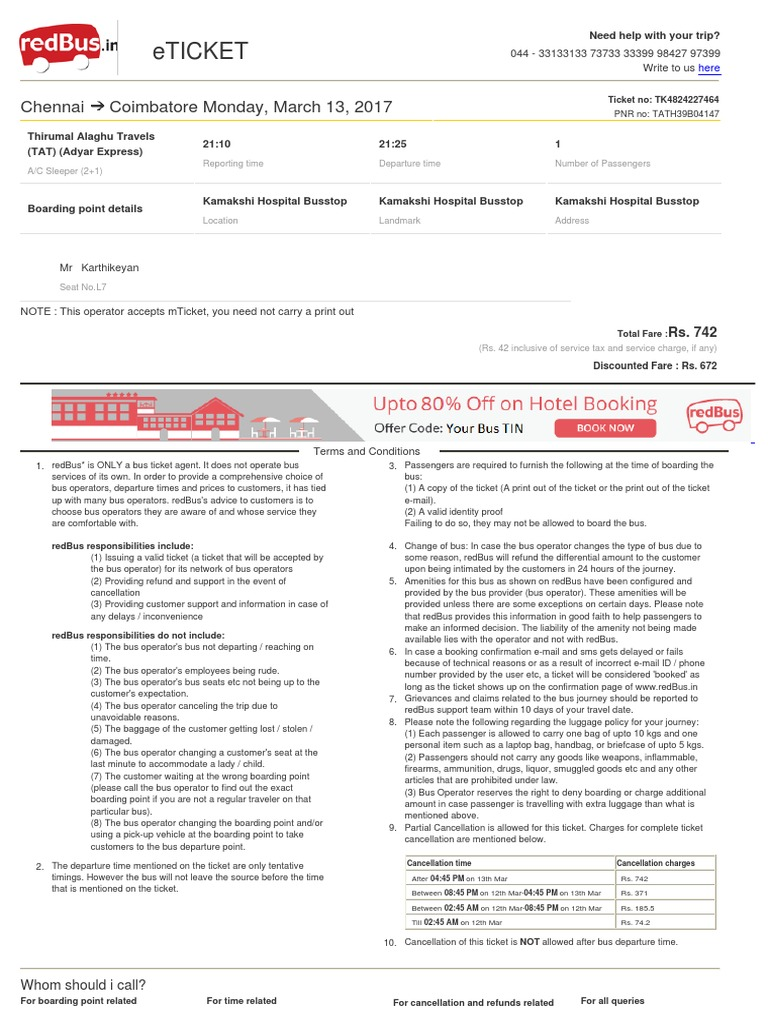 redBus.in
eTICKET
Need help with your trip?
044 - 33133133 73733 33399 98427 97399
Write to us here
Chennai ➔ Coimbatore Monday, March 13, 2017
Ticket no: TK4824227464
PNR no: TATH39B04147
Thirumal Alaghu Travels
(TAT) (Adyar Express)
A/C Sleeper (2+1)
21:10
Reporting time
21:25
Departure time
1
Number of Passengers
Boarding point details
Kamakshi Hospital Busstop
Location
Kamakshi Hospital Busstop
Landmark
Kamakshi Hospital Busstop
Address
Mr Karthikeyan
Seat No.L7
NOTE : This operator accepts mTicket, you need not carry a print out
Total Fare :Rs. 742
(Rs. 42 inclusive of service tax and service charge, if any)
Discounted Fare : Rs. 672
Upto 80% Off on Hotel Booking
Offer Code: Your Bus TIN
BOOK NOW
redBus
Terms and Conditions
1. redBus* is ONLY a bus ticket agent. It does not operate bus
services of its own. In order to provide a comprehensive choice of
bus operators, departure times and prices to customers, it has tied
up with many bus operators. redBus's advice to customers is to
choose bus operators they are aware of and whose service they
are comfortable with.
redBus responsibilities include:
(1) Issuing a valid ticket (a ticket that will be accepted by
the bus operator) for its network of bus operators
(2) Providing refund and support in the event of
cancellation
(3) Providing customer support and information in case of
any delays / inconvenience
redBus responsibilities do not include:
(1) The bus operator's bus not departing / reaching on
time.
(2) The bus operator's employees being rude.
(3) The bus operator's bus seats etc not being up to the
customer's expectation.
(4) The bus operator canceling the trip due to
unavoidable reasons.
(5) The baggage of the customer getting lost / stolen /
damaged.
(6) The bus operator changing a customer's seat at the
last minute to accommodate a lady / child.
(7) The customer waiting at the wrong boarding point
(please call the bus operator to find out the exact
boarding point if you are not a regular traveler on that
particular bus).
(8) The bus operator changing the boarding point and/or
using a pick-up vehicle at the boarding point to take
customers to the bus departure point.
2. The departure time mentioned on the ticket are only tentative
timings. However the bus will not leave the source before the time
that is mentioned on the ticket.
3. Passengers are required to furnish the following at the time of boarding the
bus:
(1) A copy of the ticket (A print out of the ticket or the print out of the ticket
e-mail).
(2) A valid identity proof
Failing to do so, they may not be allowed to board the bus.
4. Change of bus: In case the bus operator changes the type of bus due to
some reason, redBus will refund the differential amount to the customer
upon being intimated by the customers in 24 hours of the journey.
5. Amenities for this bus as shown on redBus have been configured and
provided by the bus provider (bus operator). These amenities will be
provided unless there are some exceptions on certain days. Please note
that redBus provides this information in good faith to help passengers to
make an informed decision. The liability of the amenity not being made
available lies with the operator and not with redBus.
6. In case a booking confirmation e-mail and sms gets delayed or fails
because of technical reasons or as a result of incorrect e-mail ID / phone
number provided by the user etc, a ticket will be considered 'booked' as
long as the ticket shows up on the confirmation page of www.redBus.in
7. Grievances and claims related to the bus journey should be reported to
redBus support team within 10 days of your travel date.
8. Please note the following regarding the luggage policy for your journey:
(1) Each passenger is allowed to carry one bag of upto 10 kgs and one
personal item such as a laptop bag, handbag, or briefcase of upto 5 kgs.
(2) Passengers should not carry any goods like weapons, inflammable,
firearms, ammunition, drugs, liquor, smuggled goods etc and any other
articles that are prohibited under law.
(3) Bus Operator reserves the right to deny boarding or charge additional
amount in case passenger is travelling with extra luggage than what is
mentioned above.
9. Partial Cancellation is allowed for this ticket. Charges for complete ticket
cancellation are mentioned below.
Cancellation time Cancellation charges
After 04:45 PM on 13th Mar Rs. 742
Between 08:45 PM on 12th Mar-04:45 PM on 13th Mar Rs. 371
Between 02:45 AM on 12th Mar-08:45 PM on 12th Mar Rs. 185.5
Till 02:45 AM on 12th Mar Rs. 74.2
10. Cancellation of this ticket is NOT allowed after bus departure time.
Whom should i call?
For boarding point related
For time related
For cancellation and refunds related
For all queries